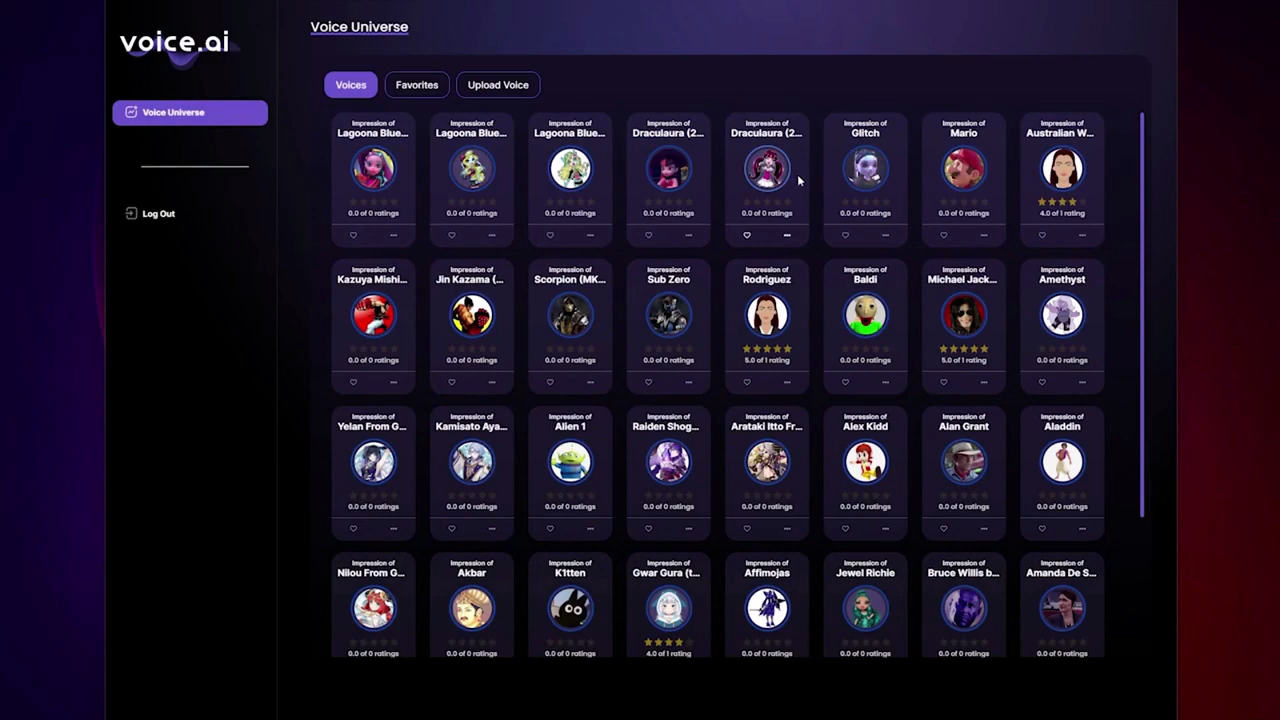 voice.ai
Voice Universe
Log Out
Voice Universe
Voices Favorites Upload Voice
Impression of Impression of Impression of Impression of Impression of Impression of Impression of Impression of
Lagoona Blue... Lagoona Blue... Lagoona Blue... Draculaura (2... Draculaura (2... Glitch Mario Australian W...
0.0 of 0 ratings 0.0 of 0 ratings 0.0 of 0 ratings 0.0 of 0 ratings 0.0 of 0 ratings 0.0 of 0 ratings 0.0 of 0 ratings 4.0 of 1 rating
Impression of Impression of Impression of Impression of Impression of Impression of Impression of Impression of
Kazuya Mishi... Jin Kazama (... Scorpion (MK... Sub Zero Rodriguez Baldi Michael Jack... Amethyst
0.0 of 0 ratings 0.0 of 0 ratings 0.0 of 0 ratings 0.0 of 0 ratings 5.0 of 1 rating 0.0 of 0 ratings 5.0 of 1 rating 0.0 of 0 ratings
Impression of Impression of Impression of Impression of Impression of Impression of Impression of Impression of
Yelan From G... Kamisato Aya... Alien 1 Raiden Shog... Arataki Itto Fr... Alex Kidd Alan Grant Aladdin
0.0 of 0 ratings 0.0 of 0 ratings 0.0 of 0 ratings 0.0 of 0 ratings 0.0 of 0 ratings 0.0 of 0 ratings 0.0 of 0 ratings 0.0 of 0 ratings
Impression of Impression of Impression of Impression of Impression of Impression of Impression of Impression of
Nilou From G... Akbar K1tten Gwar Gura (t... Affimojas Jewel Richie Bruce Willis b... Amanda De S...
0.0 of 0 ratings 0.0 of 0 ratings 0.0 of 0 ratings 4.0 of 1 rating 0.0 of 0 ratings 0.0 of 0 ratings 0.0 of 0 ratings 0.0 of 0 ratings